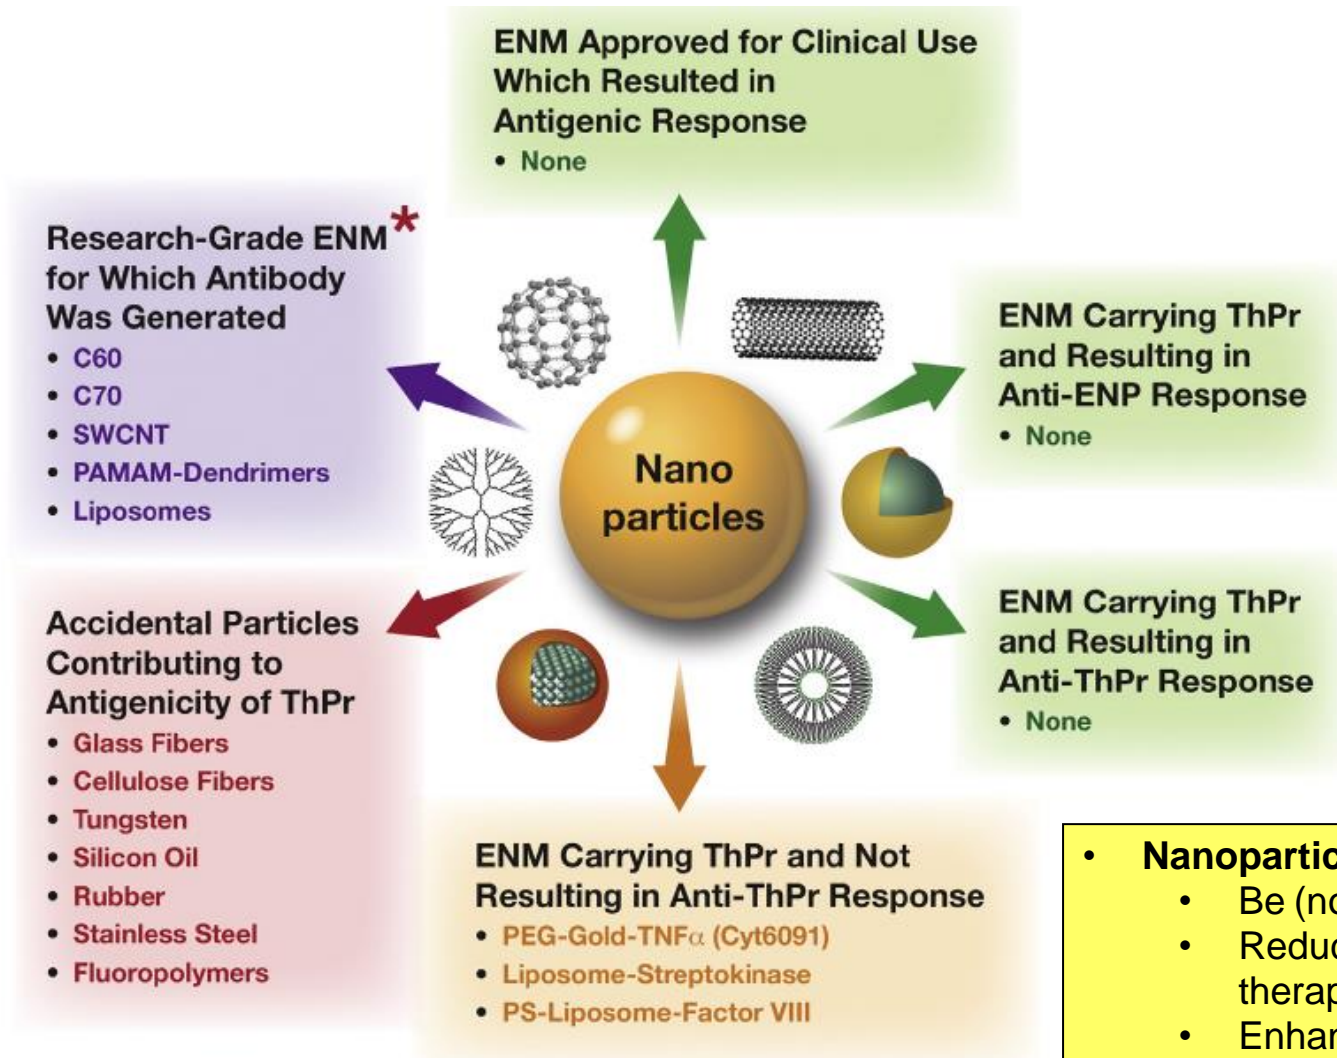 ENM Approved for Clinical Use
Which Resulted in
Antigenic Response
• None
Research-Grade ENM*
for Which Antibody
Was Generated
• C60
• C70
• SWCNT
• PAMAM-Dendrimers
• Liposomes
ENM Carrying ThPr
and Resulting in
Anti-ENP Response
• None
Nano
particles
Accidental Particles
Contributing to
Antigenicity of ThPr
• Glass Fibers
• Cellulose Fibers
• Tungsten
• Silicon Oil
• Rubber
• Stainless Steel
• Fluoropolymers
ENM Carrying ThPr
and Resulting in
Anti-ThPr Response
• None
ENM Carrying ThPr and Not
Resulting in Anti-ThPr Response
• PEG-Gold-TNFα (Cyt6091)
• Liposome-Streptokinase
• PS-Liposome-Factor VIII
•
• Be
•
•